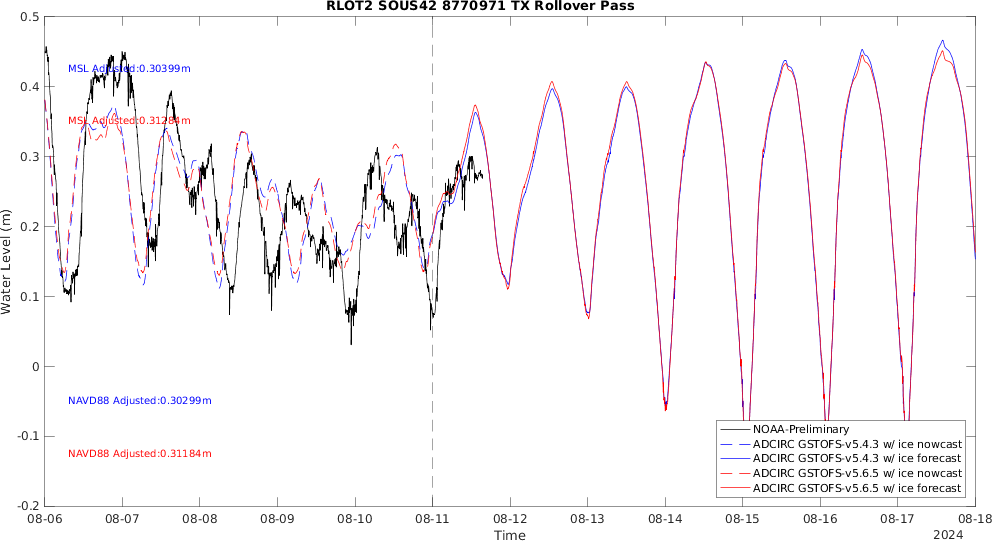 RLOT2 SOUS42 8770971 TX Rollover Pass
0.5
0.4
0.3
0.2
0.1
0
-0.1
-0.2
Water Level (m)
MSL Adjusted:0.30399m
MSL Adjusted:0.31284m
NAVD88 Adjusted:0.30299m
NAVD88 Adjusted:0.31184m
NOAA-Preliminary
ADCIRC GSTOFS-v5.4.3 w/ ice nowcast
ADCIRC GSTOFS-v5.4.3 w/ ice forecast
ADCIRC GSTOFS-v5.6.5 w/ ice nowcast
ADCIRC GSTOFS-v5.6.5 w/ ice forecast
08-06 08-07 08-08 08-09 08-10 08-11 08-12 08-13 08-14 08-15 08-16 08-17 08-18
Time
2024